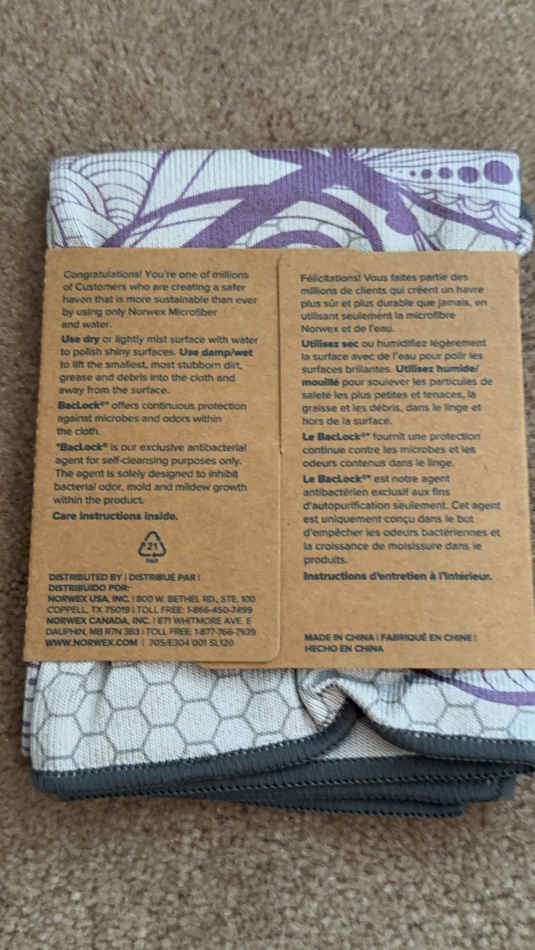 Congratulations! You're one of millions
of Customers who are creating a safer
haven that is more sustainable than ever
by using only Norwex Microfiber
and water.
Use dry or lightly mist surface with water
to polish shiny surfaces. Use damp/wet
to lift the smallest, most stubborn dirt,
grease and debris into the cloth and
away from the surface.
BacLock®* offers continuous protection
against microbes and odors within
the cloth.
*BacLock® is our exclusive antibacterial
agent for self-cleansing purposes only.
The agent is solely designed to inhibit
bacterial odor, mold and mildew growth
within the product.
Care instructions inside.
21
PAP
DISTRIBUTED BY | DISTRIBUÉ PAR |
DISTRIBUIDO POR:
NORWEX USA, INC. | 800 W. BETHEL RD., STE. 100
COPPELL, TX 75019 | TOLL FREE: 1-866-450-7499
NORWEX CANADA, INC. | 871 WHITMORE AVE. E
DAUPHIN, MB R7N 3B3 | TOLL FREE: 1-877-766-7939
WWW.NORWEX.COM | 705/E304 001 SL120
Félicitations! Vous faites partie des
millions de clients qui créent un havre
plus sûr et plus durable que jamais, en
utilisant seulement la microfibre
Norwex et de l'eau.
Utilisez sec ou humidifiez légèrement
la surface avec de l'eau pour polir les
surfaces brillantes. Utilisez humide/
mouillé pour soulever les particules de
saleté les plus petites et tenaces, la
graisse et les débris, dans le linge et
hors de la surface.
Le BacLock®* fournit une protection
continue contre les microbes et les
odeurs contenus dans le linge.
Le BacLock®* est notre agent
antibactérien exclusif aux fins
d'autopurification seulement. Cet agent
est uniquement conçu dans le but
d'empêcher les odeurs bactériennes et
la croissance de moisissure dans le
produits.
Instructions d'entretien à l'intérieur.
MADE IN CHINA | FABRIQUÉ EN CHINE |
HECHO EN CHINA